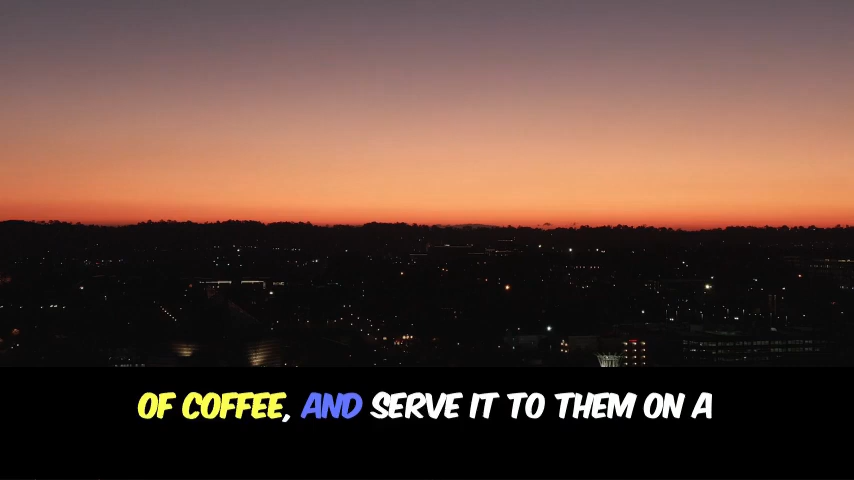 OF COFFEE, AND SERVE IT TO THEM ON A